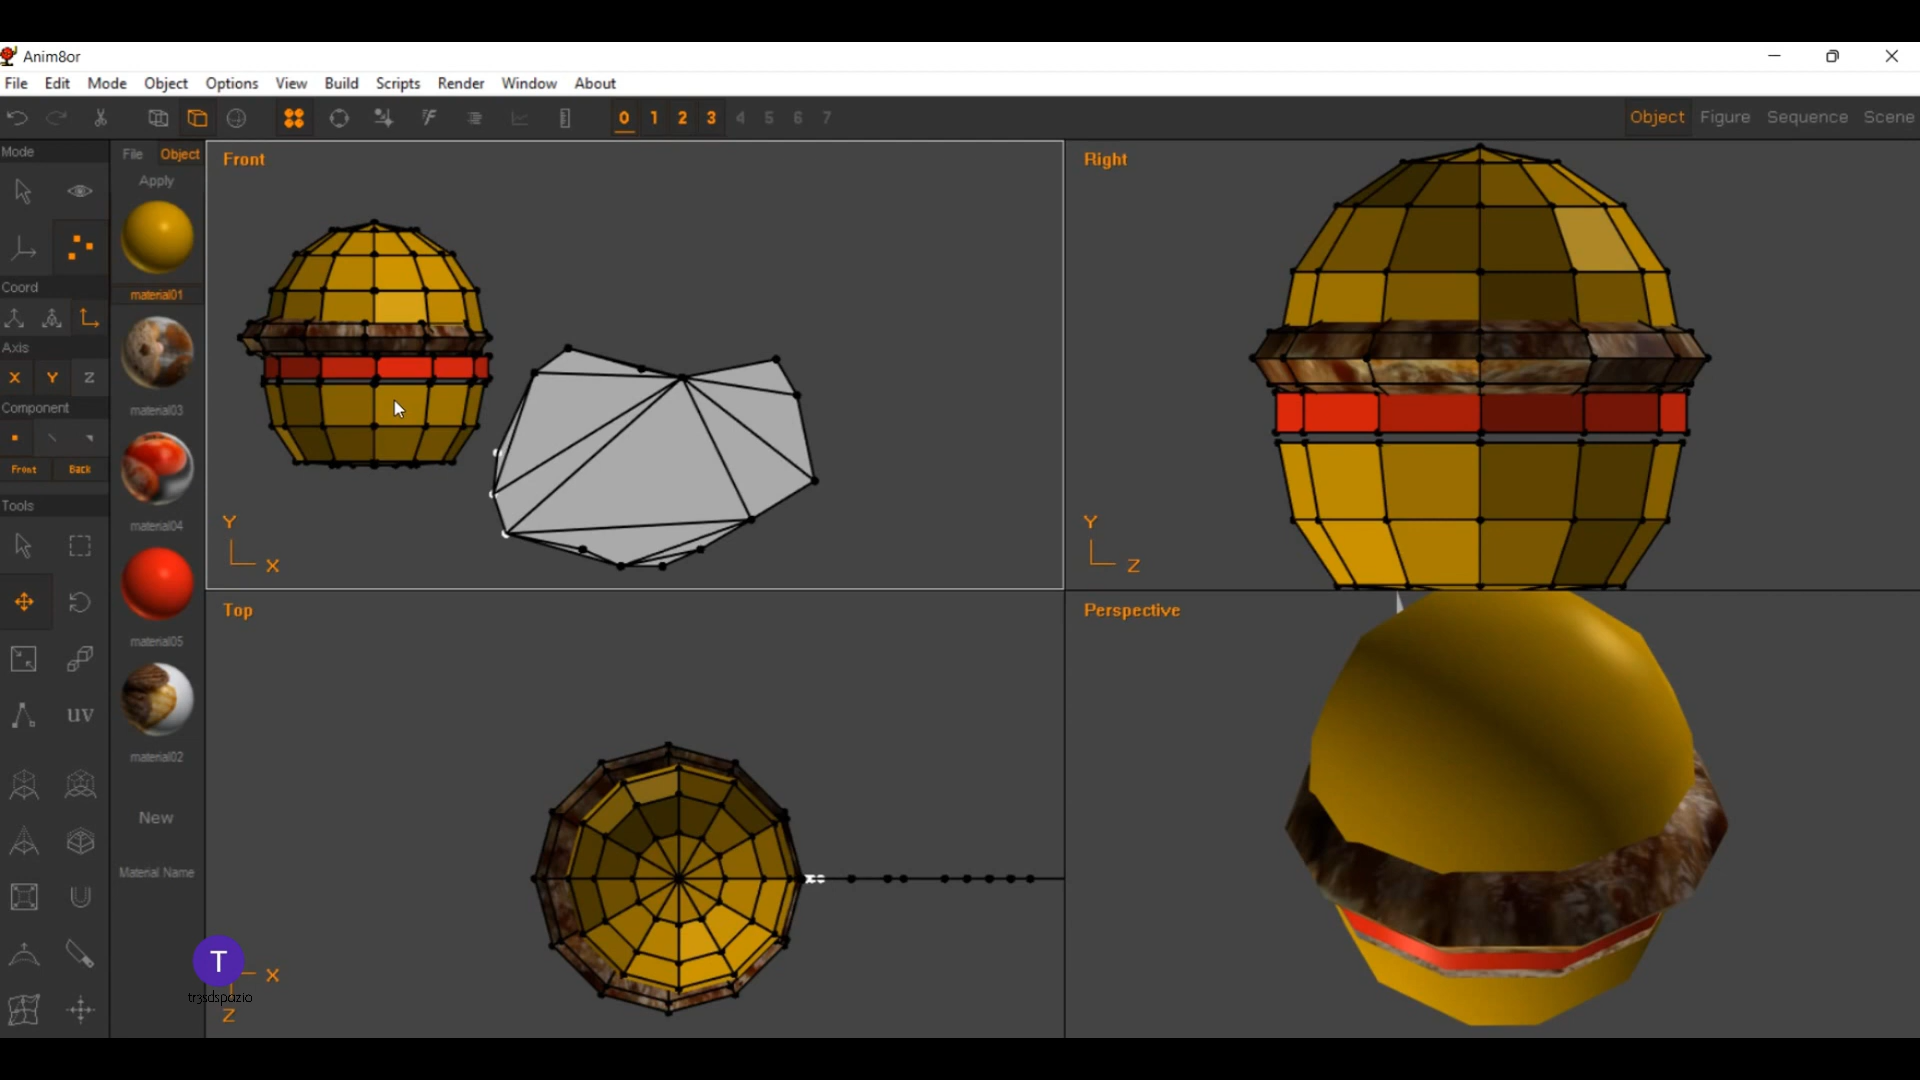 Anim8or
File Edit Mode Object Options View Build Scripts Render Window About
0 1 2 3 4 5 6 7
Object Figure Sequence Scene
Mode
File Object
Apply
material01
material03
material04
material05
material02
New
Material Name
Coord
Axis
X Y Z
Component
Front Back
Tools
UV
Front
Y
X
Right
Y
Z
Top
X
Z
Perspective
T
tr3sdspazio